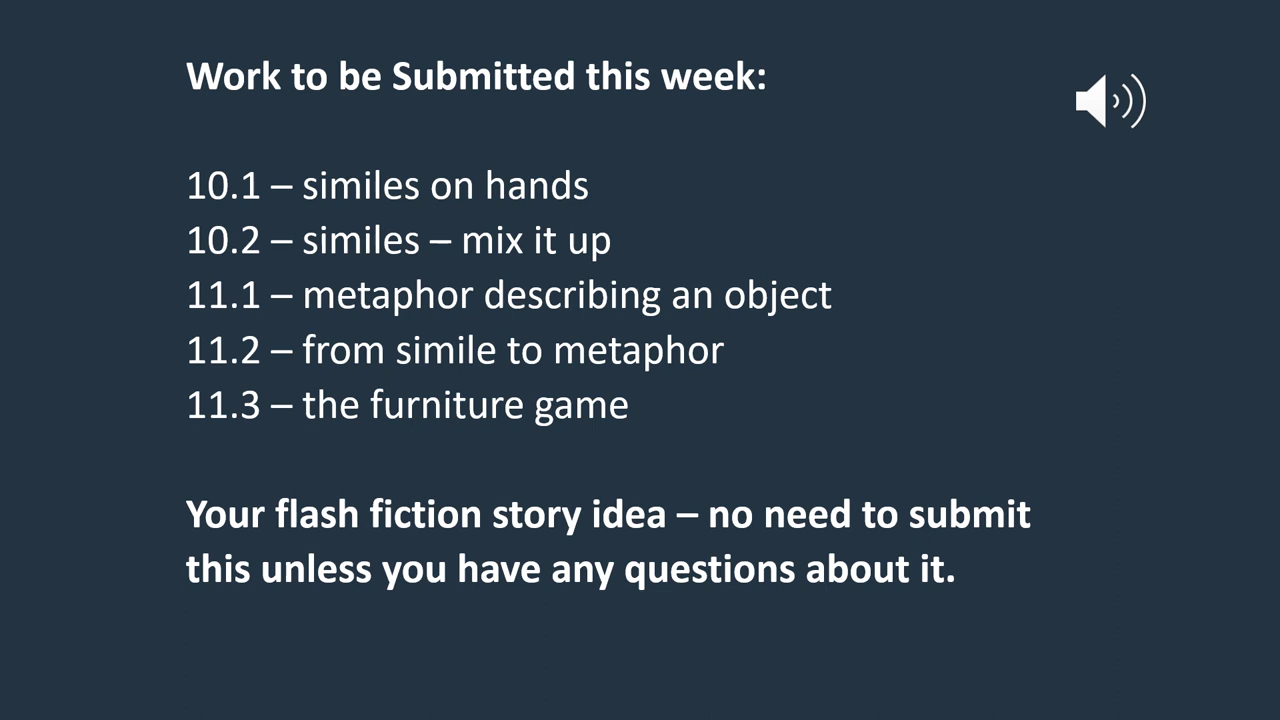 Work to be Submitted this week:
10.1 – similes on hands
10.2 – similes – mix it up
11.1 – metaphor describing an object
11.2 – from simile to metaphor
11.3 – the furniture game
Your flash fiction story idea – no need to submit
this unless you have any questions about it.